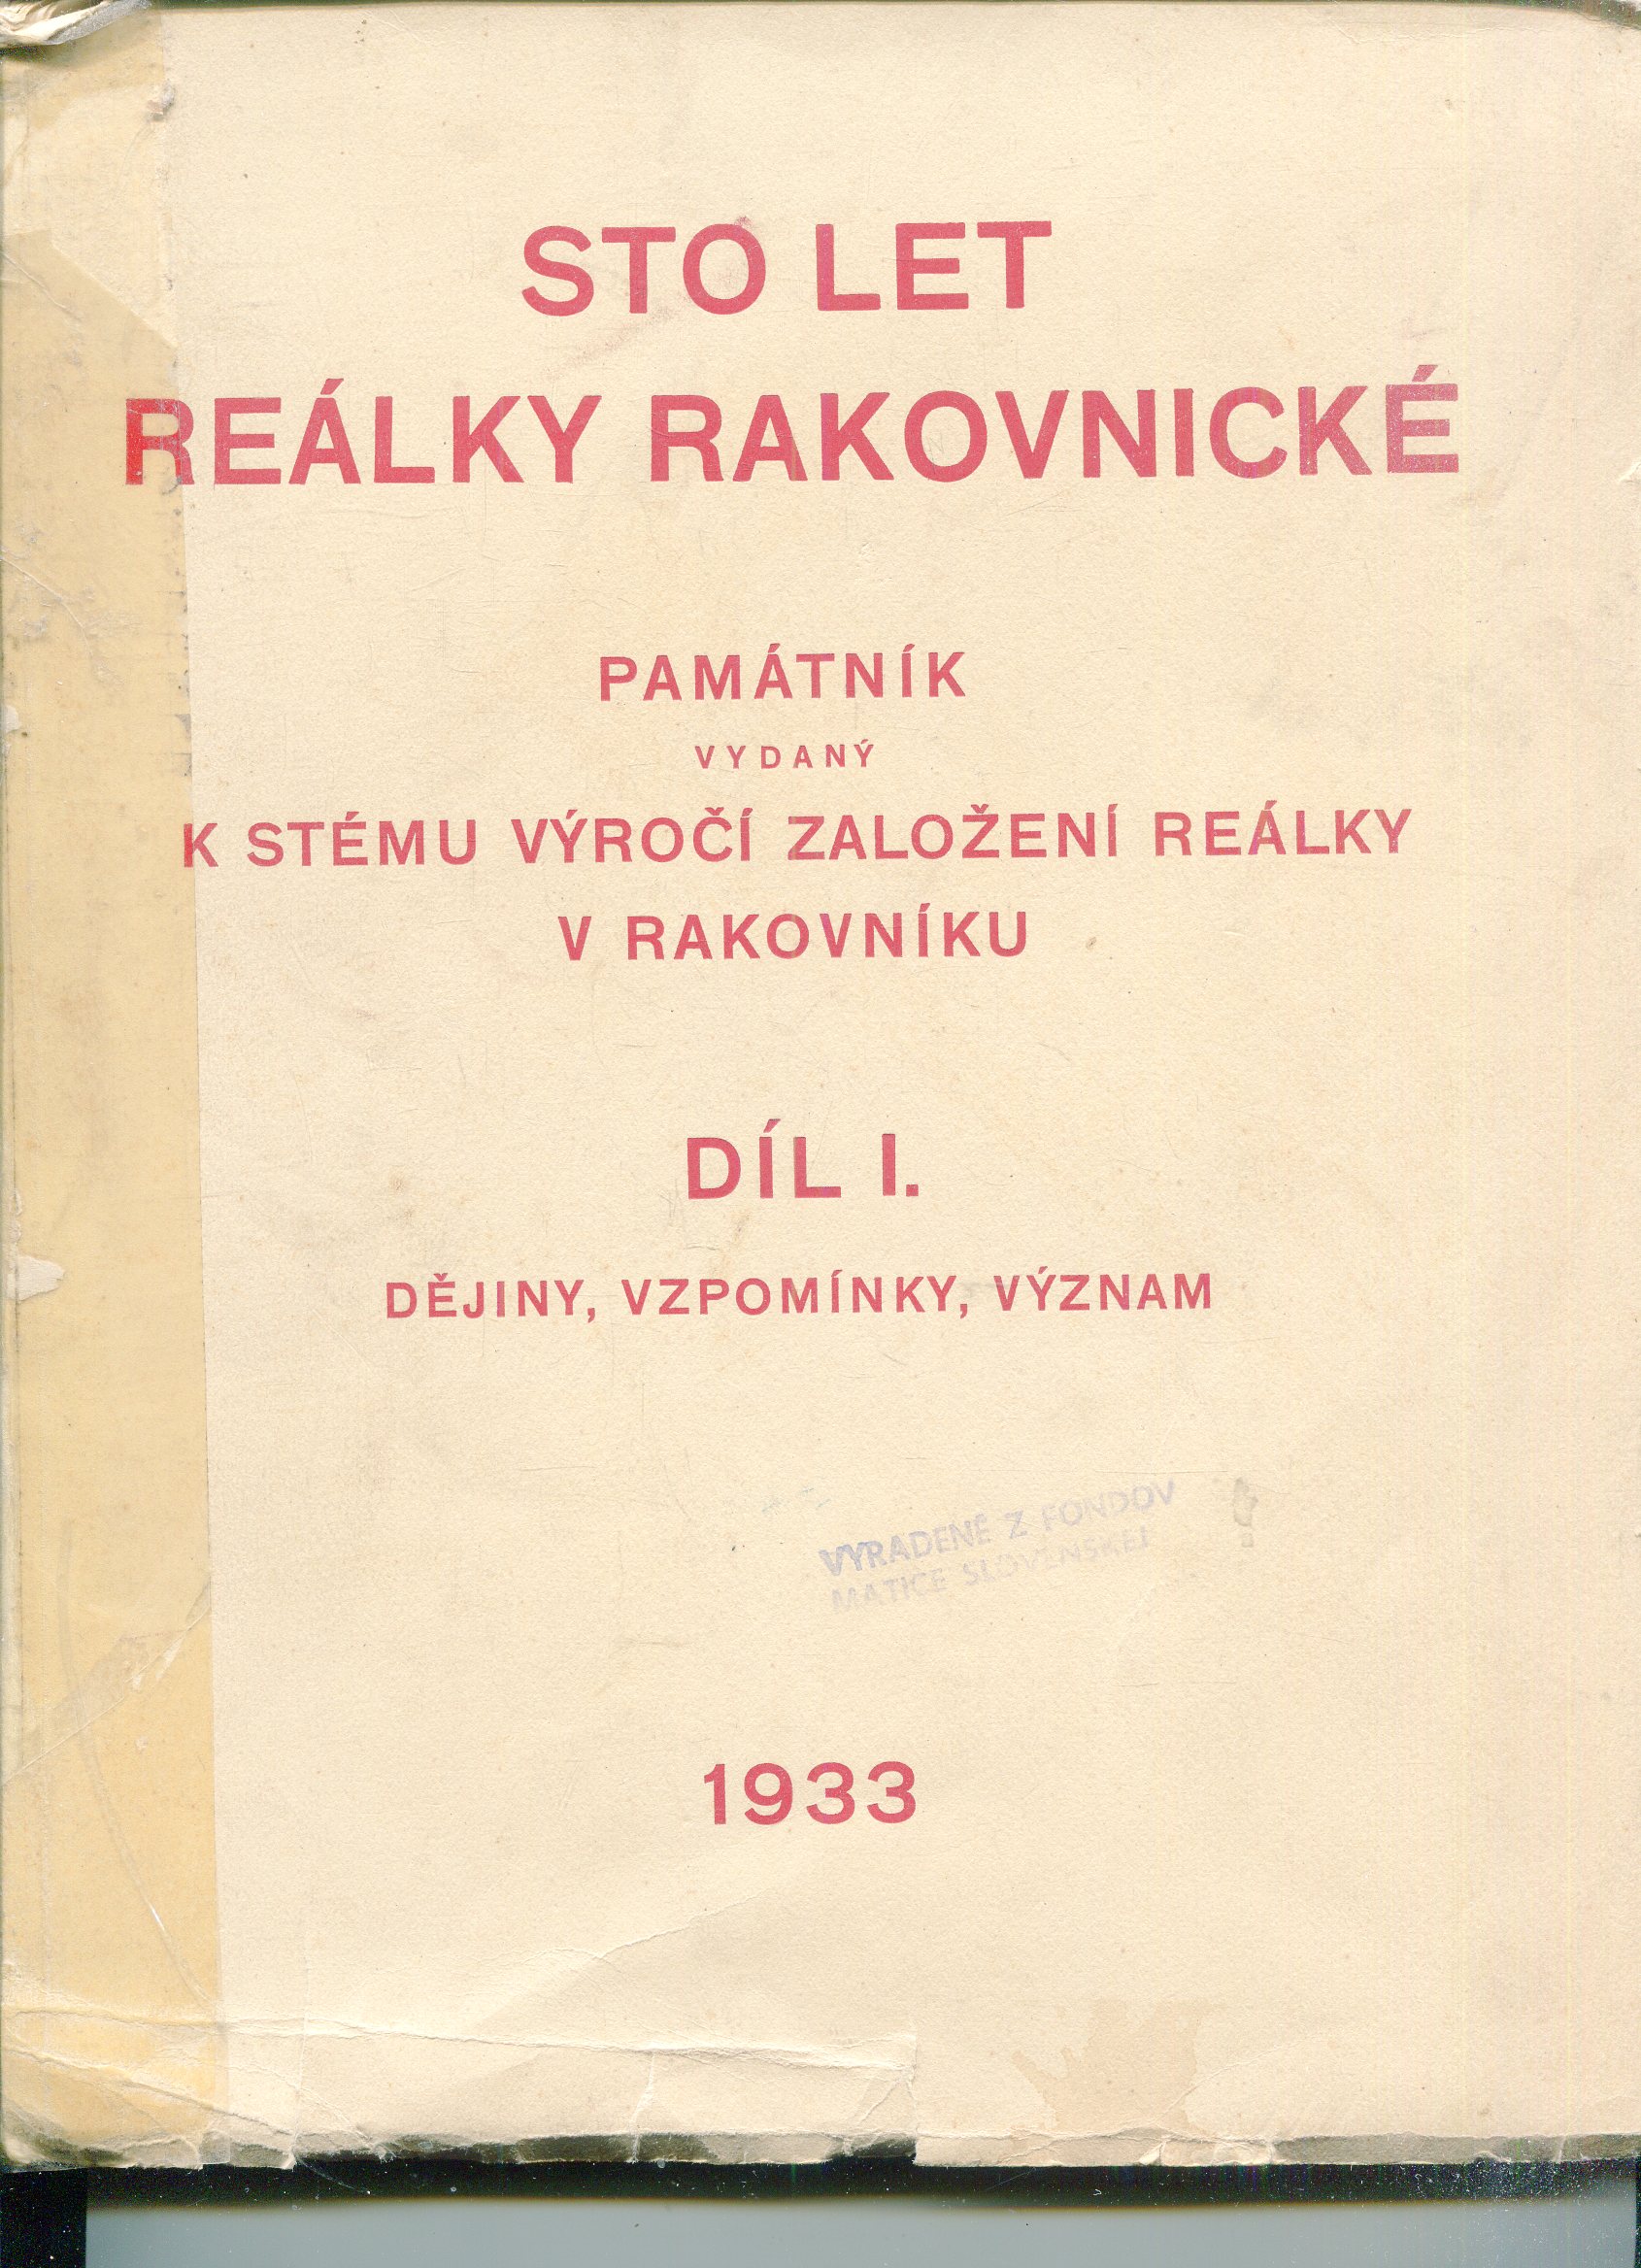 STO LET
REÁLKY RAKOVNICKÉ
PAMÁTNÍK
VYDANÝ
K STÉMU VÝROČÍ ZALOŽENÍ REÁLKY
V RAKOVNÍKU
DÍL I.
DĚJINY, VZPOMÍNKY, VÝZNAM
VYRADENÉ Z FONDOV
MATICE SLOVENSKEJ
1933